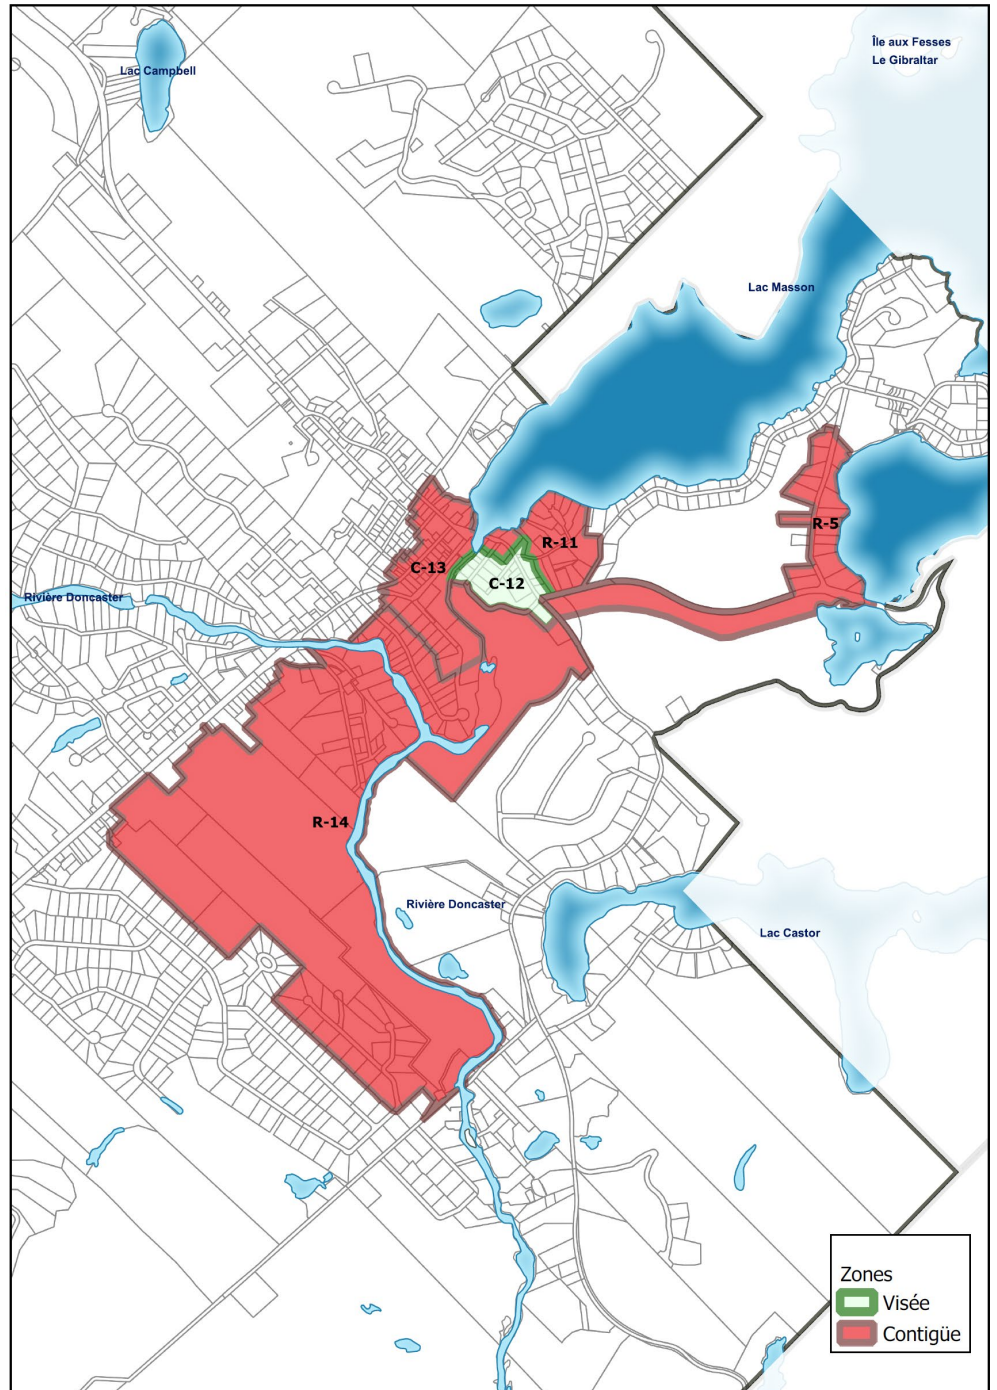 Île aux Fesses
Le Gibraltar
Lac Campbell
Lac Masson
R-5
R-11
C-13
C-12
Rivière Doncaster
R-14
Rivière Doncaster
Lac Castor
Zones
Visée
Contigüe